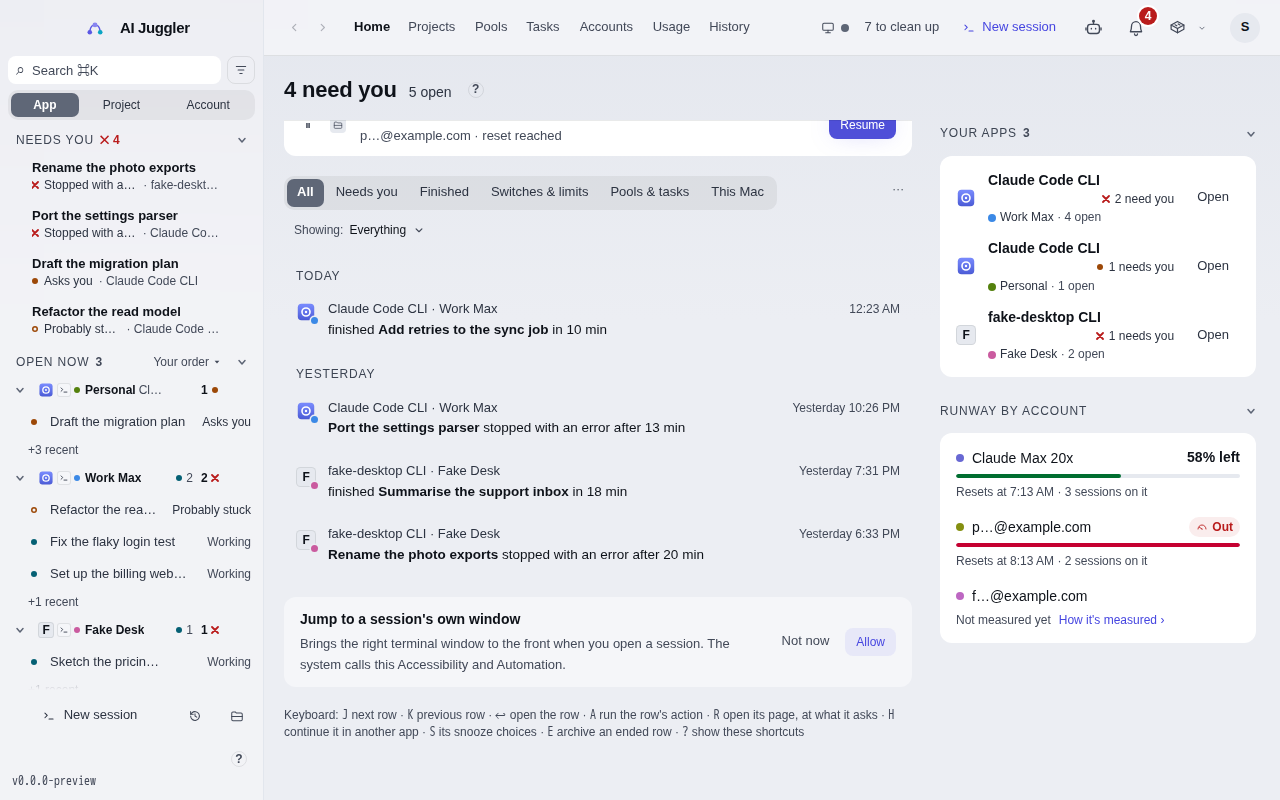 AI Juggler
Search ⌘K
App Project Account
NEEDS YOU 4
Rename the photo exports
Stopped with a… · fake-deskt…
Port the settings parser
Stopped with a… · Claude Co…
Draft the migration plan
Asks you · Claude Code CLI
Refactor the read model
Probably st… · Claude Code …
OPEN NOW 3 Your order
Personal Cl… 1
Draft the migration plan Asks you
+3 recent
Work Max 2 2
Refactor the rea… Probably stuck
Fix the flaky login test Working
Set up the billing web… Working
+1 recent
F Fake Desk 1 1
Sketch the pricin… Working
New session
?
v0.0.0-preview
Home Projects Pools Tasks Accounts Usage History
7 to clean up New session 4 S
4 need you 5 open ?
p…@example.com · reset reached Resume
All Needs you Finished Switches & limits Pools & tasks This Mac …
Showing: Everything
TODAY
Claude Code CLI · Work Max 12:23 AM
finished Add retries to the sync job in 10 min
YESTERDAY
Claude Code CLI · Work Max Yesterday 10:26 PM
Port the settings parser stopped with an error after 13 min
F fake-desktop CLI · Fake Desk Yesterday 7:31 PM
finished Summarise the support inbox in 18 min
F fake-desktop CLI · Fake Desk Yesterday 6:33 PM
Rename the photo exports stopped with an error after 20 min
Jump to a session's own window
Brings the right terminal window to the front when you open a session. The
system calls this Accessibility and Automation.
Not now Allow
Keyboard: J next row · K previous row · ↩ open the row · A run the row's action · R open its page, at what it asks · H
continue it in another app · S its snooze choices · E archive an ended row · ? show these shortcuts
YOUR APPS 3
Claude Code CLI
2 need you Open
Work Max · 4 open
Claude Code CLI
1 needs you Open
Personal · 1 open
fake-desktop CLI
F 1 needs you Open
Fake Desk · 2 open
RUNWAY BY ACCOUNT
Claude Max 20x 58% left
Resets at 7:13 AM · 3 sessions on it
p…@example.com Out
Resets at 8:13 AM · 2 sessions on it
f…@example.com
Not measured yet How it's measured ›